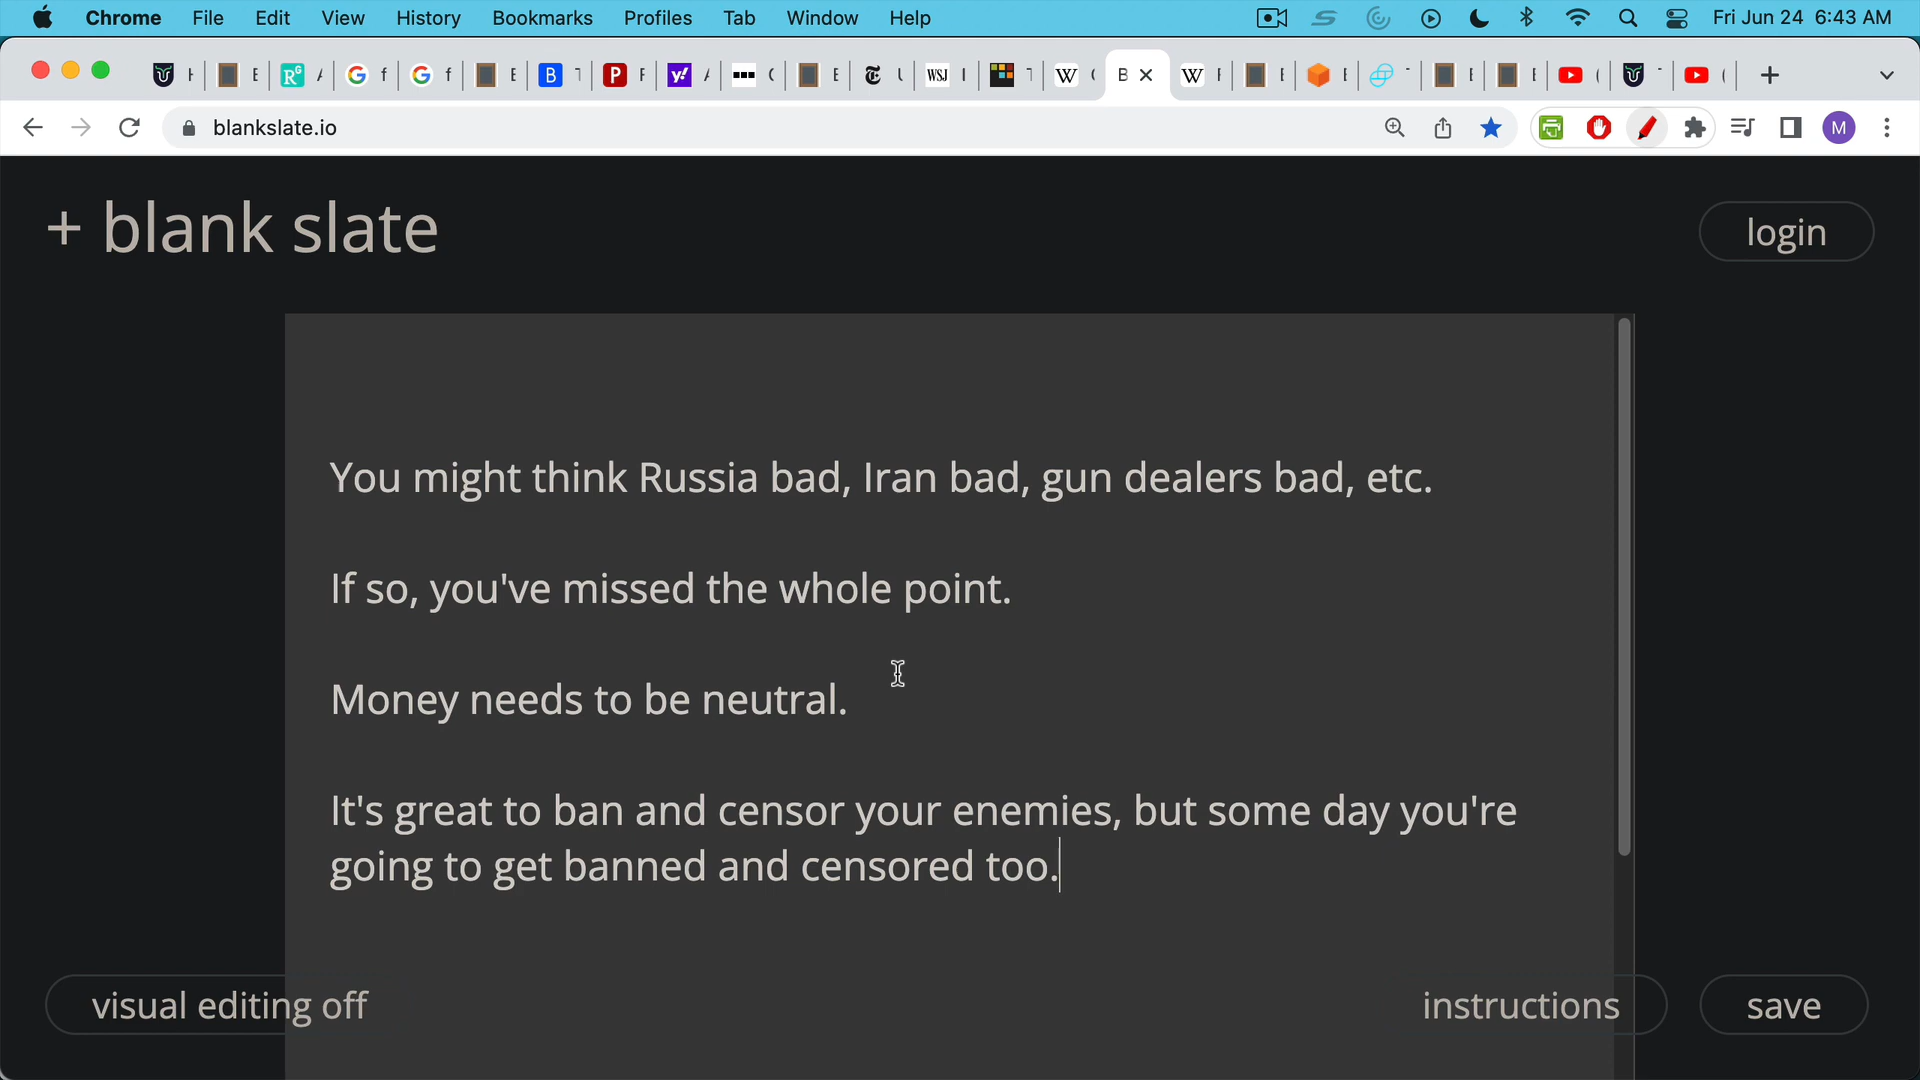 Chrome File Edit View History Bookmarks Profiles Tab Window Help Fri Jun 24 6:43 AM
B
blankslate.io M
+ blank slate login
You might think Russia bad, Iran bad, gun dealers bad, etc.
If so, you've missed the whole point.
Money needs to be neutral.
It's great to ban and censor your enemies, but some day you're
going to get banned and censored too.
visual editing off instructions save